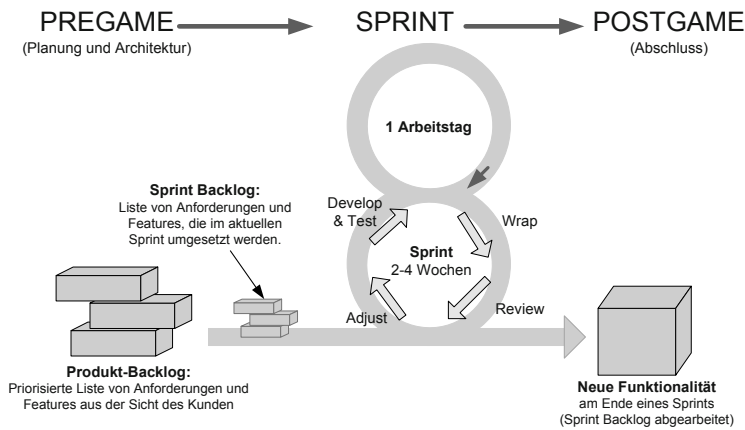 PREGAME
(Planung und Architektur)
SPRINT
POSTGAME
(Abschluss)
1 Arbeitstag
Sprint Backlog:
Liste von Anforderungen und
Features, die im aktuellen
Sprint umgesetzt werden.
Develop
& Test
Wrap
Sprint
2-4 Wochen
Adjust
Review
Produkt-Backlog:
Priorisierte Liste von Anforderungen und
Features aus der Sicht des Kunden
Neue Funktionalität
am Ende eines Sprints
(Sprint Backlog abgearbeitet)